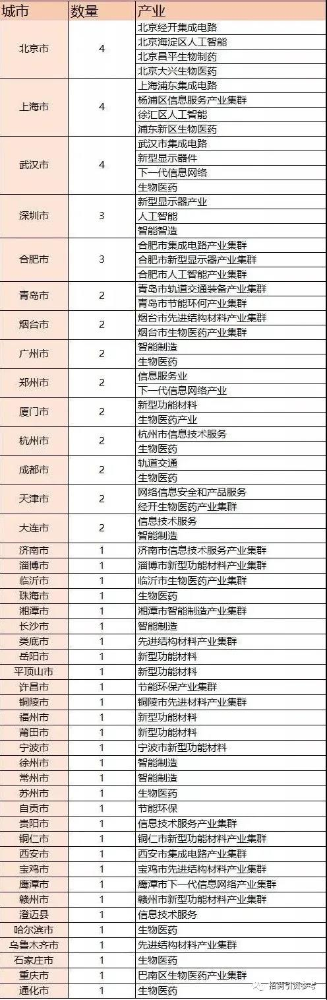 城市 数量 产业
北京市 4 北京经开集成电路
北京海淀区人工智能
北京昌平生物制药
北京大兴生物医药
上海市 4 上海浦东集成电路
杨浦区信息服务产业集群
徐汇区人工智能
浦东新区生物医药
武汉市 4 武汉市集成电路
新型显示器件
下一代信息网络
生物医药
深圳市 3 新型显示器产业
人工智能
智能智造
合肥市 3 合肥市集成电路产业集群
合肥市新型显示器产业集群
合肥市人工智能产业集群
青岛市 2 青岛市轨道交通装备产业集群
青岛市节能环何产业集群
烟台市 2 烟台市先进结构材料产业集群
烟台市生物医药产业集群
广州市 2 智能制造
生物医药
郑州市 2 信息服务业
下一代信息网络产业
厦门市 2 新型功能材料
生物医药产业
杭州市 2 杭州市信息技术服务
生物医药
成都市 2 轨道交通
生物医药
天津市 2 网络信息安全和产品服务
经开生物医药产业集群
大连市 2 信息技术服务
智能制造
济南市 1 济南市信息技术服务产业集群
淄博市 1 淄博市新型功能材料产业集群
临沂市 1 临沂市生物医药产业集群
珠海市 1 生物医药
湘潭市 1 湘潭市智能制造产业集群
长沙市 1 智能制造
娄底市 1 先进结构材料产业集群
岳阳市 1 新型功能材料
平顶山市 1 新型功能材料
许昌市 1 节能环保产业集群
铜陵市 1 铜陵市先进材料产业集群
福州市 1 新型功能材料
莆田市 1 新型功能材料
宁波市 1 宁波市新型功能材料
徐州市 1 智能制造
常州市 1 智能制造
苏州市 1 生物医药
自贡市 1 节能环保
贵阳市 1 信息技术服务产业集群
铜仁市 1 铜仁市新型功能材料产业集群
西安市 1 西安市集成电路产业集群
宝鸡市 1 宝鸡市先进结构材料产业集群
鹰潭市 1 鹰潭市下一代信息网络产业集群
赣州市 1 赣州市新型功能材料产业集群
澄迈县 1 信息技术服务
哈尔滨市 1 生物医药
乌鲁木齐市 1 先进结构材料产业集群
石家庄市 1 生物医药
重庆市 1 巴南区生物医药产业集群
通化市 1 生物医药
招商引资参考